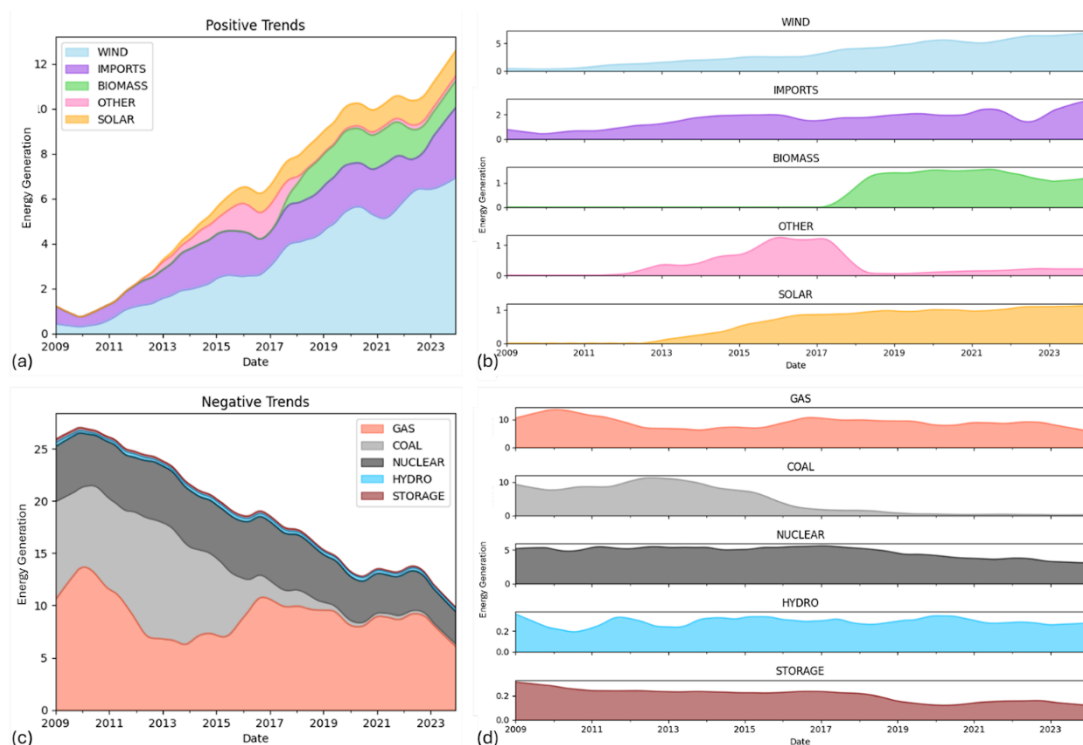 Positive Trends
WIND
IMPORTS
BIOMASS
OTHER
SOLAR
Energy Generation
12
10
8
6
4
2
0
2009 2011 2013 2015 2017 2019 2021 2023
Date
(a)
WIND
5
0
IMPORTS
2
0
BIOMASS
1
0
Energy Generation
OTHER
1
0
SOLAR
1
0
2009 2011 2013 2015 2017 2019 2021 2023
Date
(b)
Negative Trends
GAS
COAL
NUCLEAR
HYDRO
STORAGE
Energy Generation
25
20
15
10
5
0
2009 2011 2013 2015 2017 2019 2021 2023
Date
(c)
GAS
10
0
COAL
10
0
NUCLEAR
5
0
Energy Generation
HYDRO
0.2
0.0
STORAGE
0.2
0.0
2009 2011 2013 2015 2017 2019 2021 2023
Date
(d)